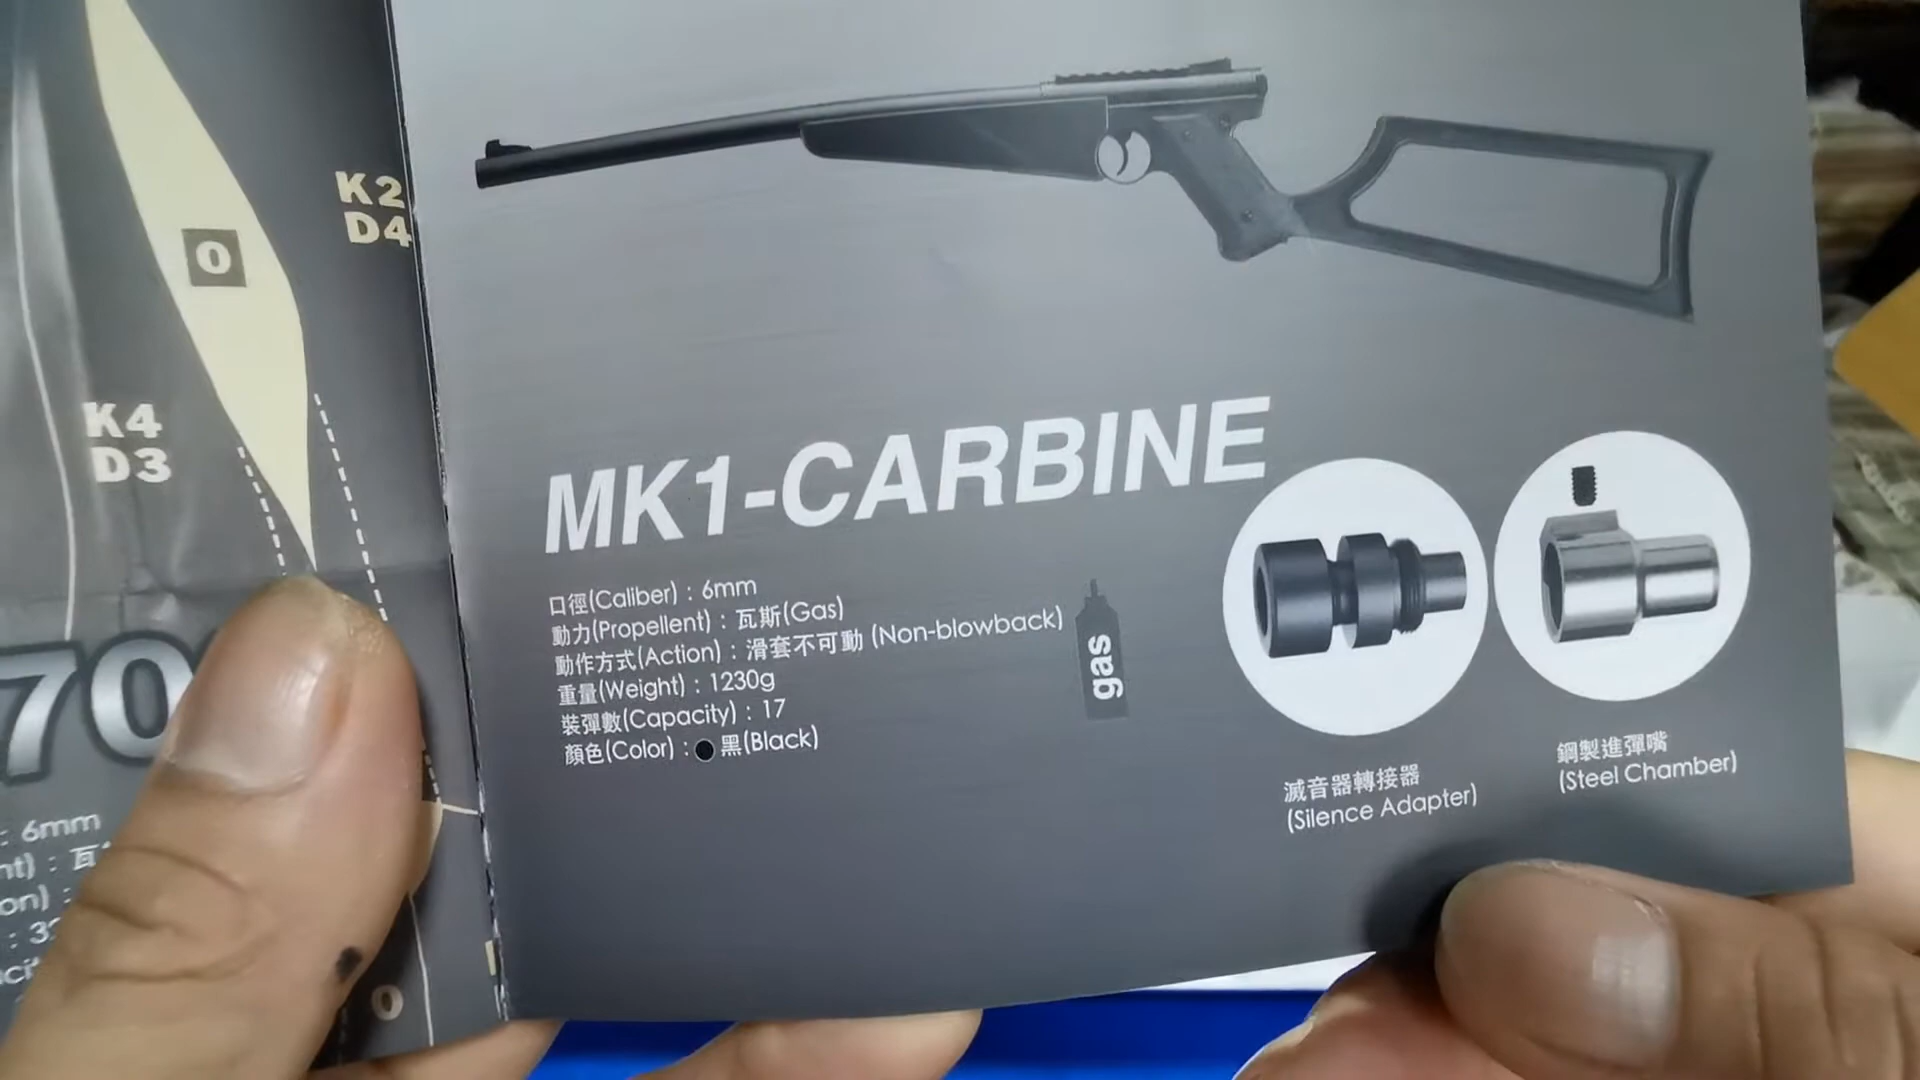 O
K2
D4
K4
D3
70
: 6mm
: 瓦
O
MK1-CARBINE
口徑(Caliber) : 6mm
動力(Propellent) : 瓦斯(Gas)
動作方式(Action) : 滑套不可動 (Non-blowback)
重量(Weight) : 1230g
裝彈數(Capacity) : 17
顏色(Color) : 黑(Black)
gas
滅音器轉接器
(Silence Adapter)
鋼製進彈嘴
(Steel Chamber)